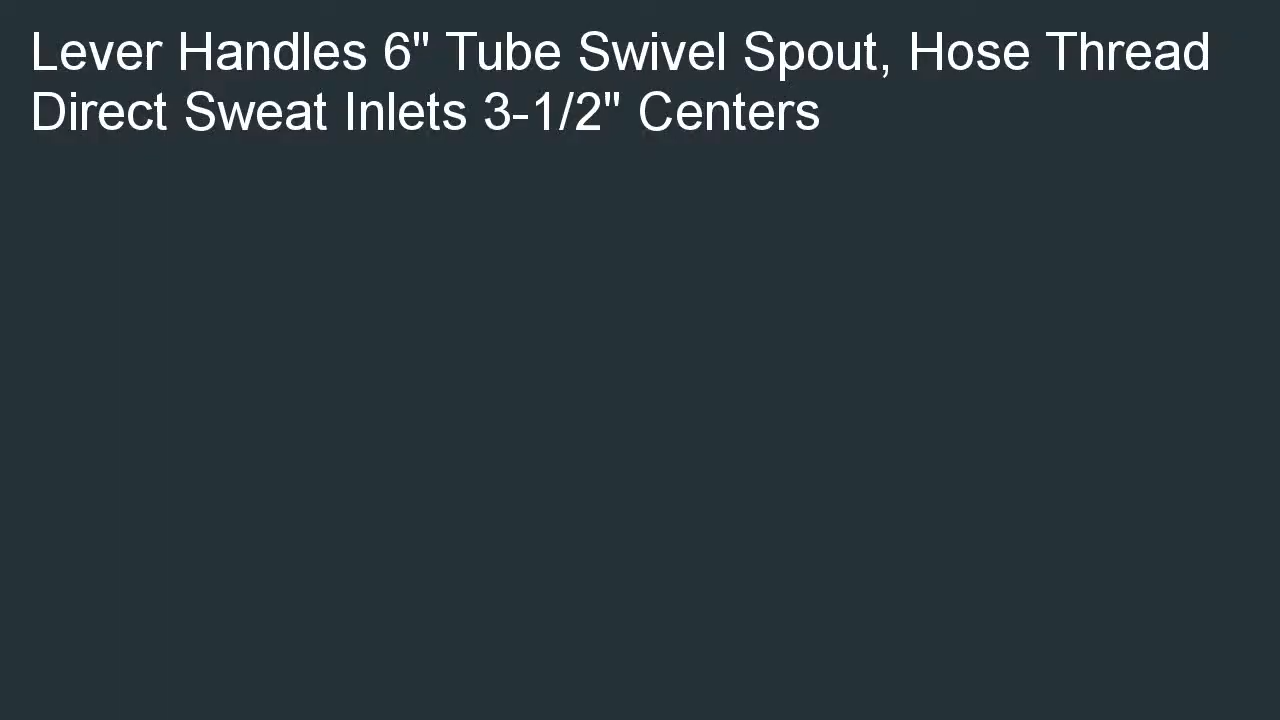 Lever Handles 6" Tube Swivel Spout, Hose Thread
Direct Sweat Inlets 3-1/2" Centers